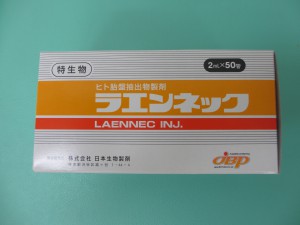 特生物
2mL×50管
ヒト胎盤抽出物製剤
ラエンネック
LAENNEC INJ.
株式会社 日本生物製剤
JBP